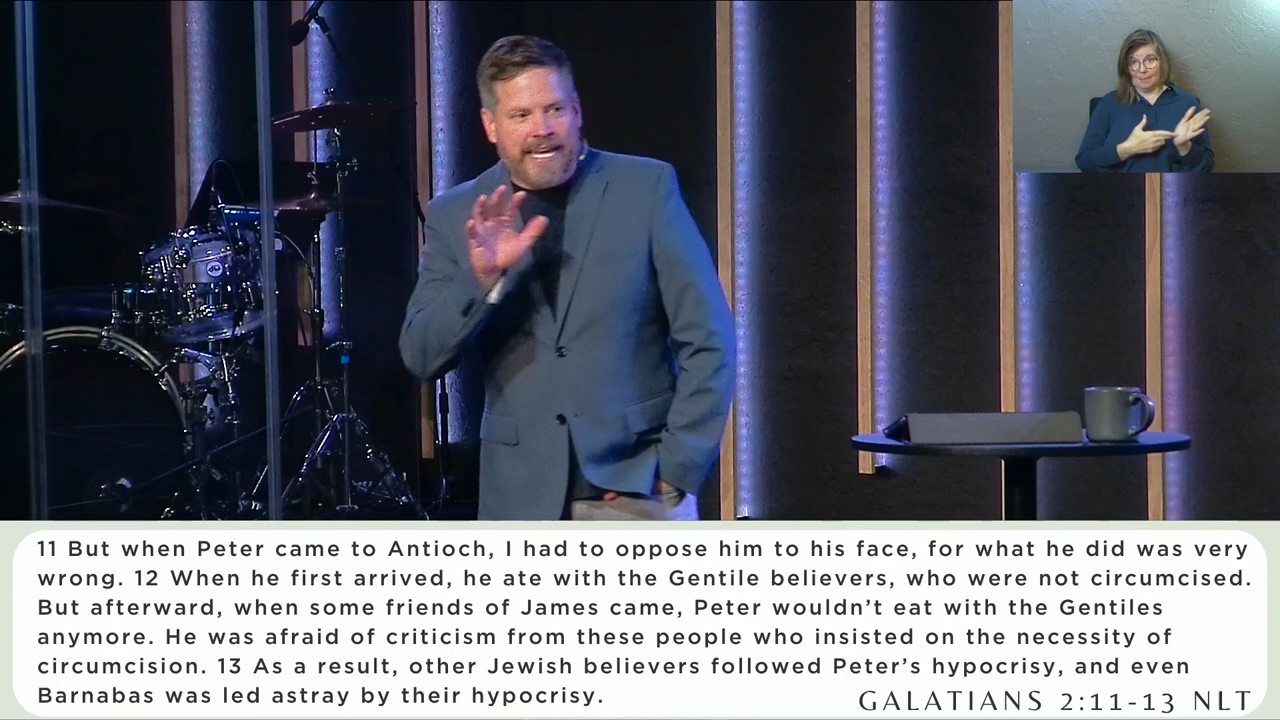 11 But when Peter came to Antioch, I had to oppose him to his face, for what he did was very
wrong. 12 When he first arrived, he ate with the Gentile believers, who were not circumcised.
But afterward, when some friends of James came, Peter wouldn’t eat with the Gentiles
anymore. He was afraid of criticism from these people who insisted on the necessity of
circumcision. 13 As a result, other Jewish believers followed Peter’s hypocrisy, and even
Barnabas was led astray by their hypocrisy.
GALATIANS 2:11-13 NLT